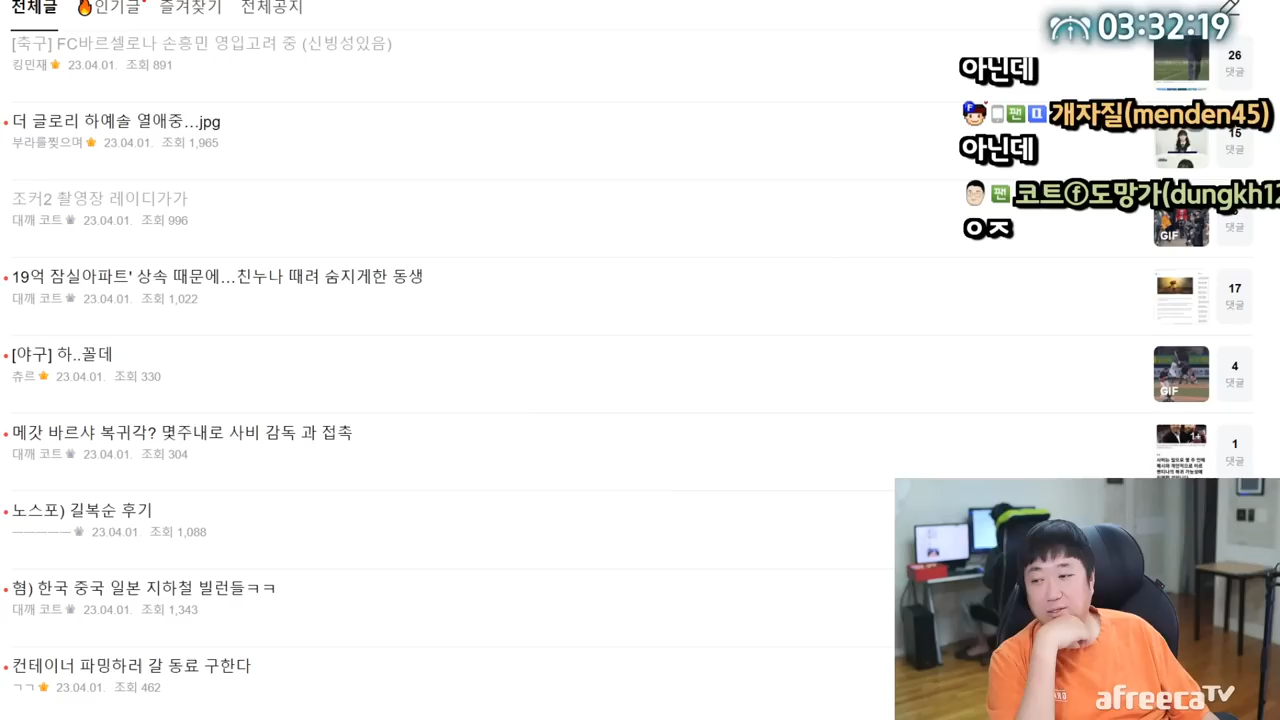 전체글 🔥인기글 즐겨찾기 전체공지
03:32:19
[축구] FC바르셀로나 손흥민 영입고려 중 (신빙성있음)
킹민재 23.04.01. 조회 891
26
댓글
아닌데
더 글로리 하예솔 열애중...jpg
부라를찢으며 23.04.01. 조회 1,965
15
댓글
개자질(menden45)
아닌데
조커2 촬영장 레이디가가
대깨 코트 23.04.01. 조회 996
GIF
댓글
코트ⓕ도망가(dungkh12
ㅇㅈ
19억 잠실아파트' 상속 때문에...친누나 때려 숨지게한 동생
대깨 코트 23.04.01. 조회 1,022
17
댓글
[야구] 하..꼴데
츄르 23.04.01. 조회 330
GIF
4
댓글
메갓 바르샤 복귀각? 몇주내로 사비 감독 과 접촉
대깨 코트 23.04.01. 조회 304
1+
1
댓글
노스포) 길복순 후기
ㅡㅡㅡㅡㅡㅡ 23.04.01. 조회 1,088
혐) 한국 중국 일본 지하철 빌런들ㅋㅋ
대깨 코트 23.04.01. 조회 1,343
컨테이너 파밍하러 갈 동료 구한다
ㄱㄱ 23.04.01. 조회 462
afreecaTV